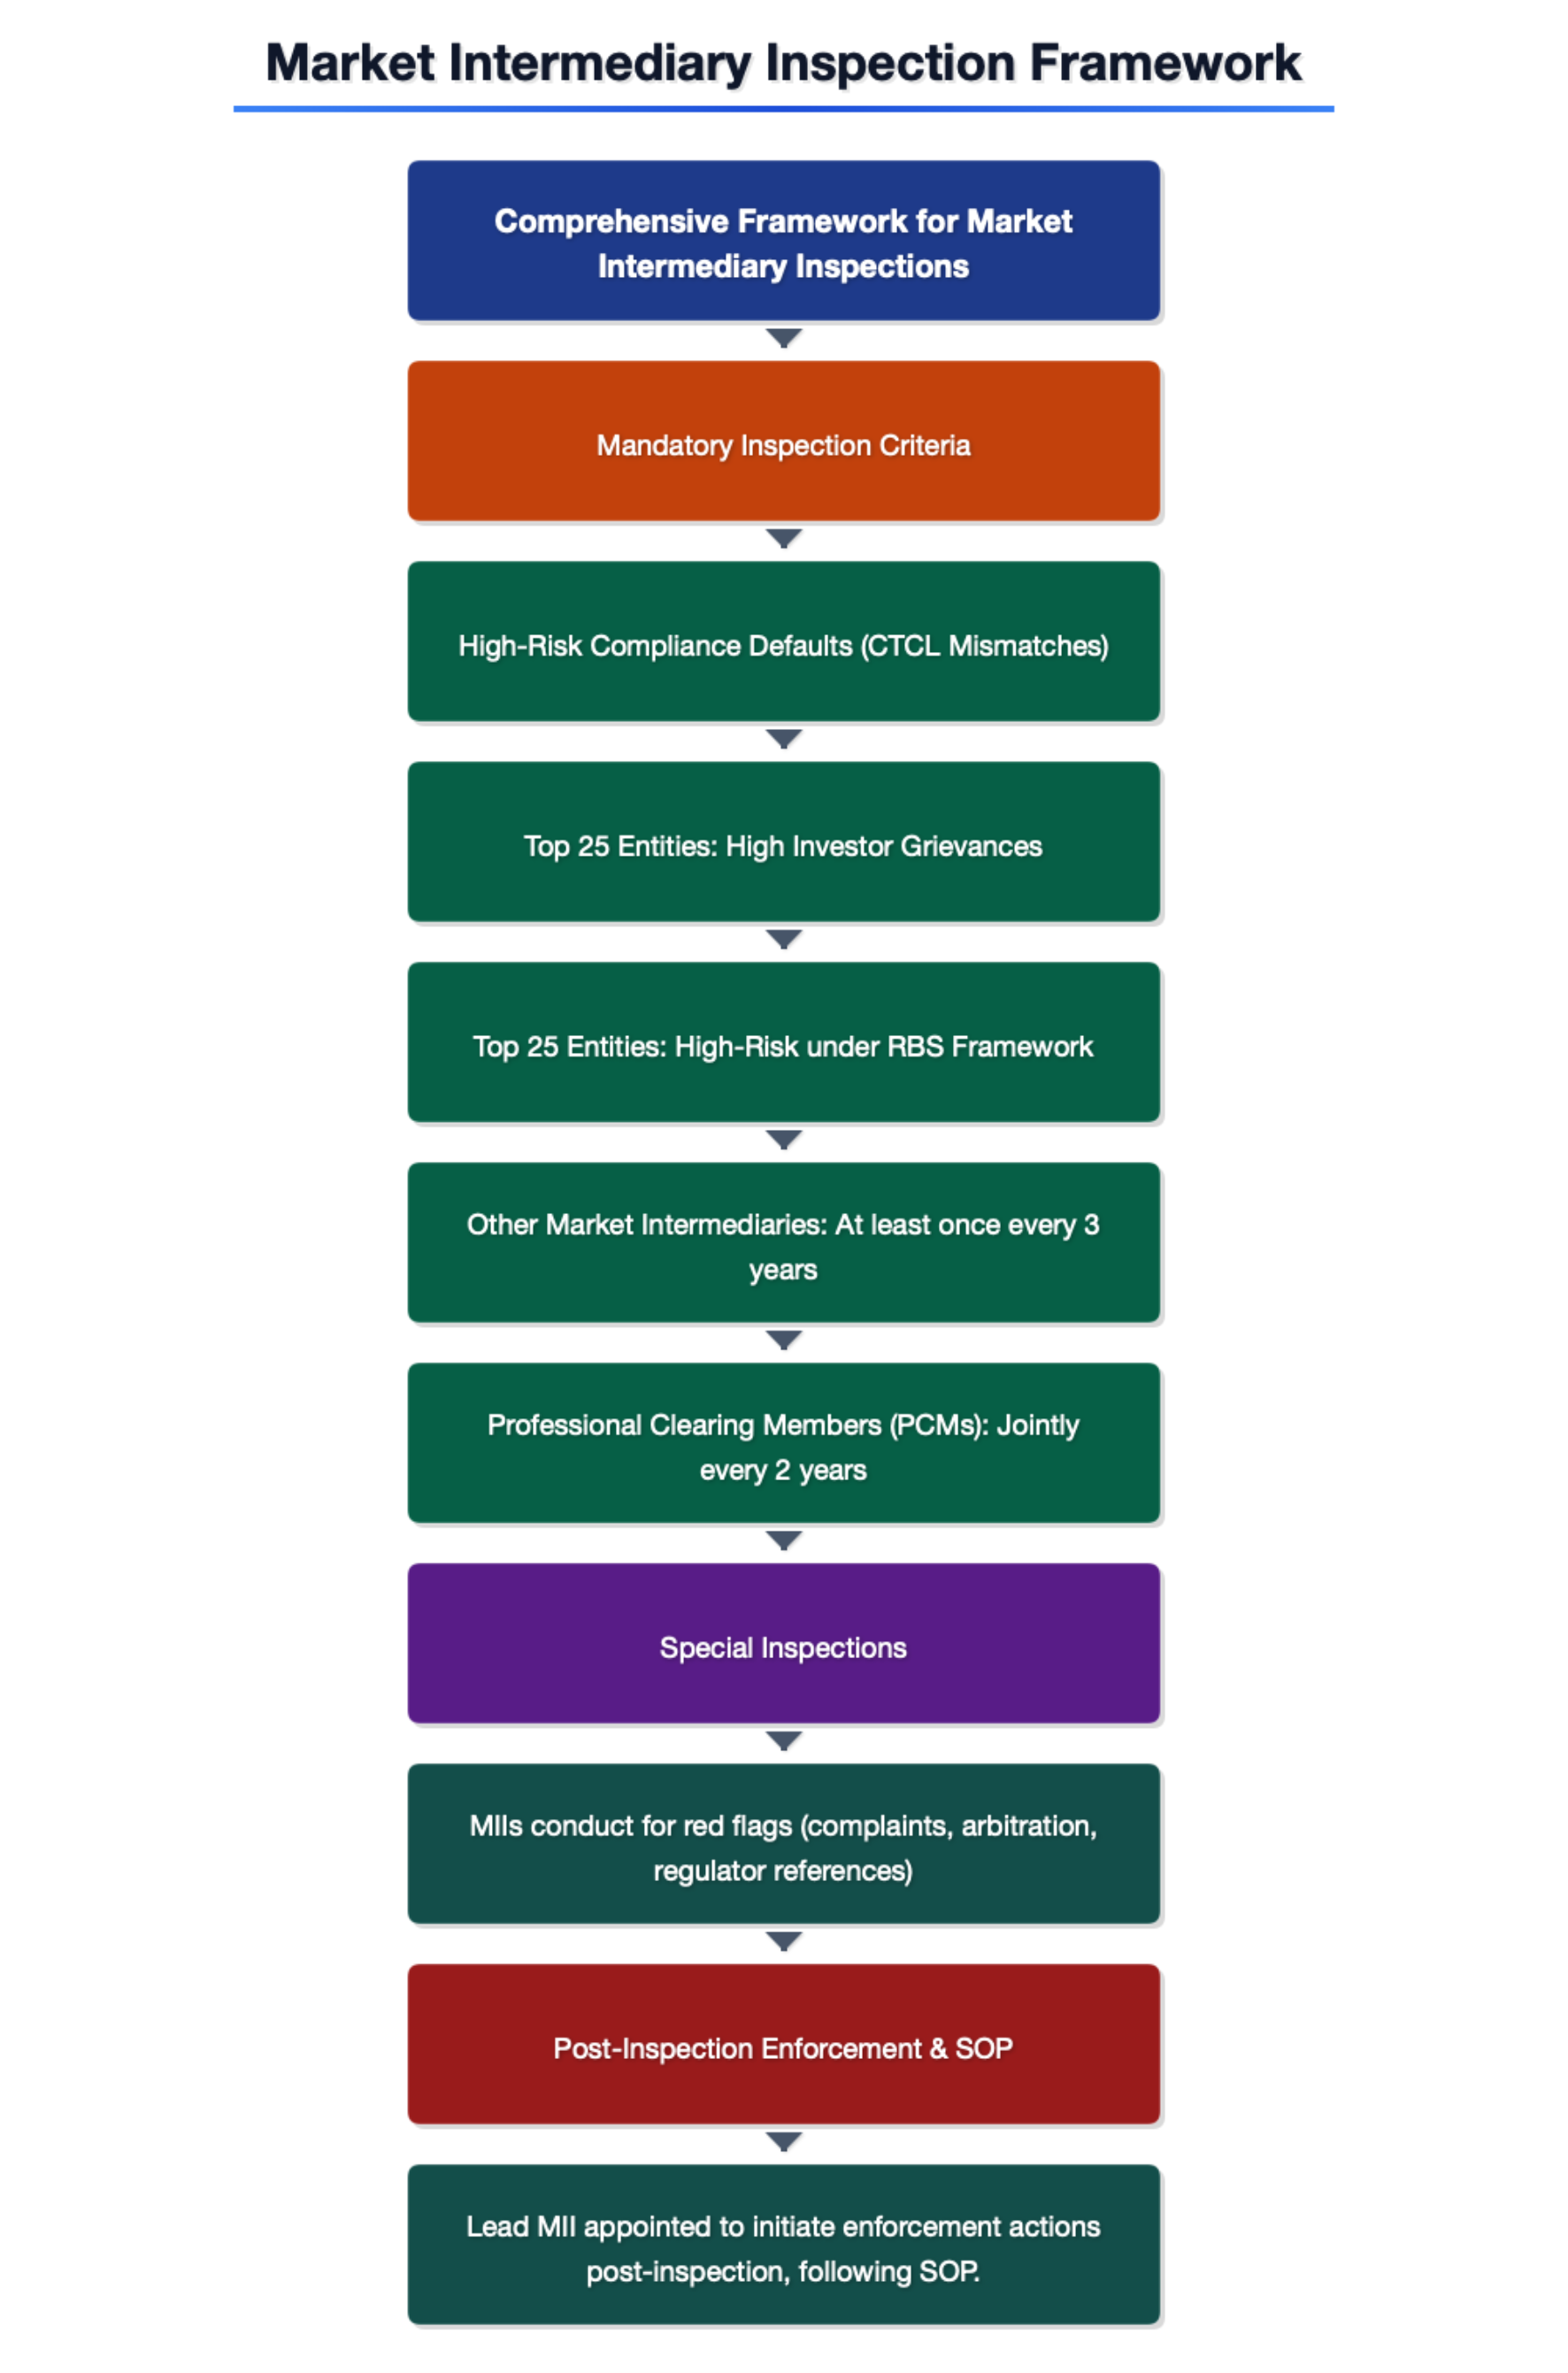 Market Intermediary Inspection Framework
Comprehensive Framework for Market
Intermediary Inspections
Mandatory Inspection Criteria
High-Risk Compliance Defaults (CTCL Mismatches)
Top 25 Entities: High Investor Grievances
Top 25 Entities: High-Risk under RBS Framework
Other Market Intermediaries: At least once every 3
years
Professional Clearing Members (PCMs): Jointly
every 2 years
Special Inspections
MIIs conduct for red flags (complaints, arbitration,
regulator references)
Post-Inspection Enforcement & SOP
Lead MII appointed to initiate enforcement actions
post-inspection, following SOP.